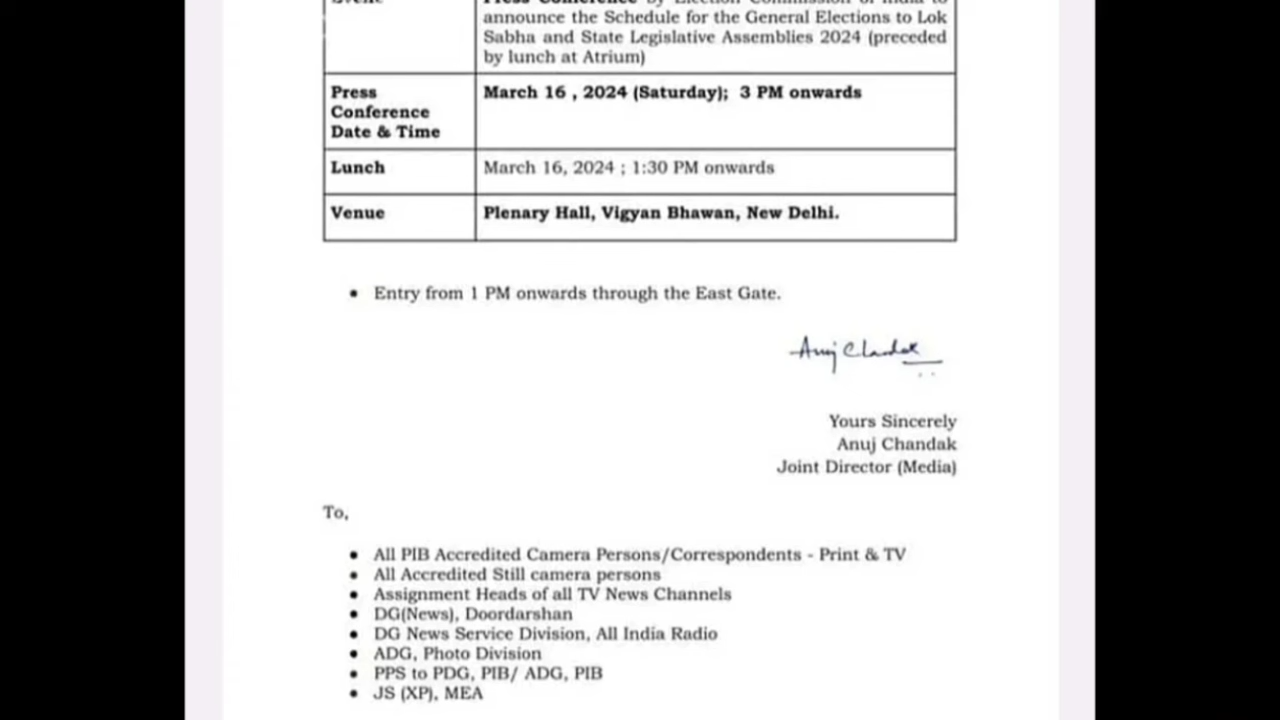 announce the Schedule for the General Elections to Lok
Sabha and State Legislative Assemblies 2024 (preceded
by lunch at Atrium)
Press
Conference
Date & Time
March 16 , 2024 (Saturday);  3 PM onwards
Lunch
March 16, 2024 ; 1:30 PM onwards
Venue
Plenary Hall, Vigyan Bhawan, New Delhi.
• Entry from 1 PM onwards through the East Gate.
Anuj Chandak
Yours Sincerely
Anuj Chandak
Joint Director (Media)
To,
• All PIB Accredited Camera Persons/Correspondents - Print & TV
• All Accredited Still camera persons
• Assignment Heads of all TV News Channels
• DG(News), Doordarshan
• DG News Service Division, All India Radio
• ADG, Photo Division
• PPS to PDG, PIB/ ADG, PIB
• JS (XP), MEA